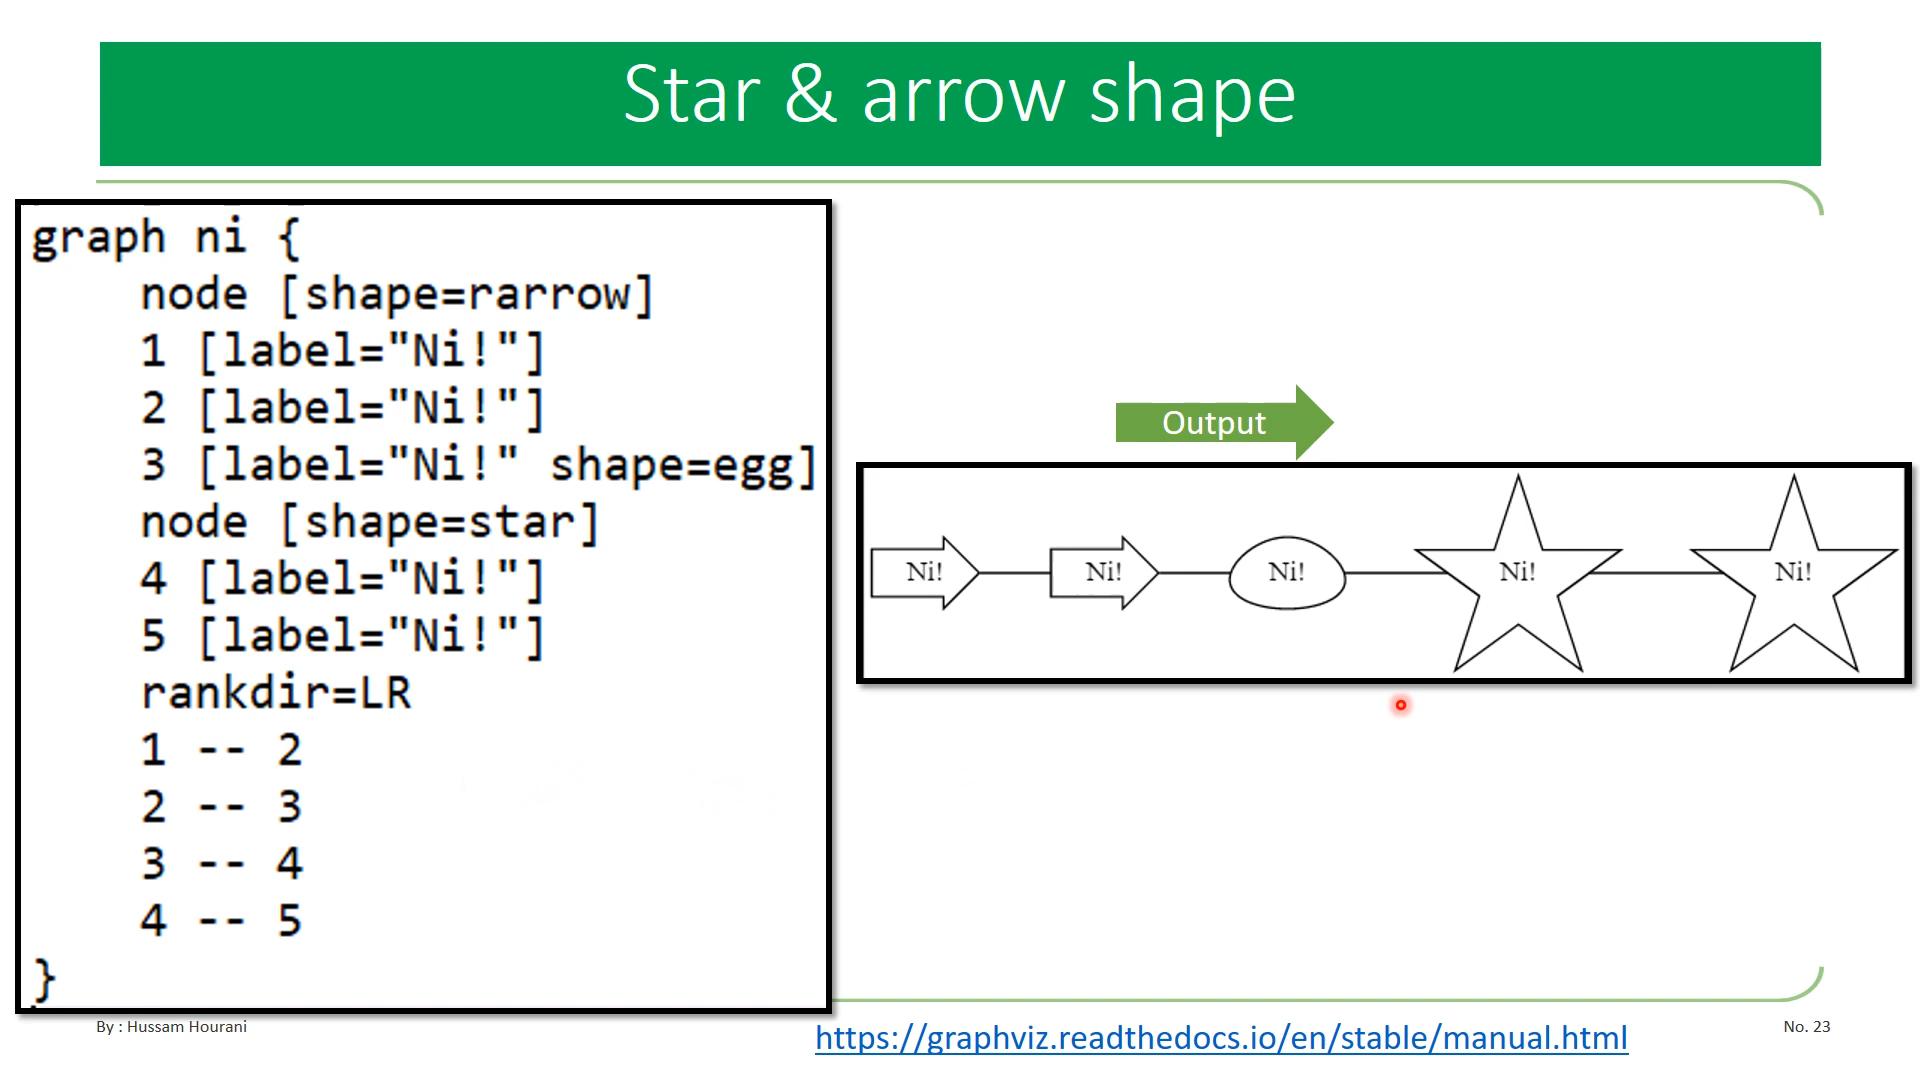 Star & arrow shape
graph ni {
    node [shape=rarrow]
    1 [label="Ni!"]
    2 [label="Ni!"]
    3 [label="Ni!" shape=egg]
    node [shape=star]
    4 [label="Ni!"]
    5 [label="Ni!"]
    rankdir=LR
    1 -- 2
    2 -- 3
    3 -- 4
    4 -- 5
}
Output
Ni! Ni! Ni! Ni! Ni!
By : Hussam Hourani
https://graphviz.readthedocs.io/en/stable/manual.html
No. 23